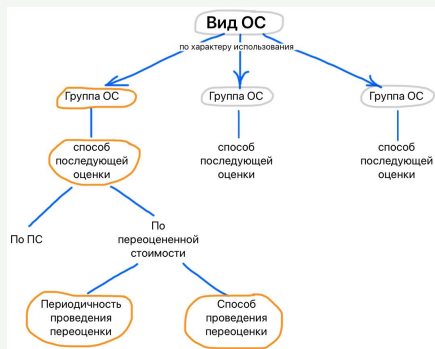 Вид ОС
по характеру использования
Группа ОС
Группа ОС
Группа ОС
способ
последующей
оценки
способ
последующей
оценки
способ
последующей
оценки
По ПС
По
переоцененной
стоимости
Периодичность
проведения
переоценки
Способ
проведения
переоценки